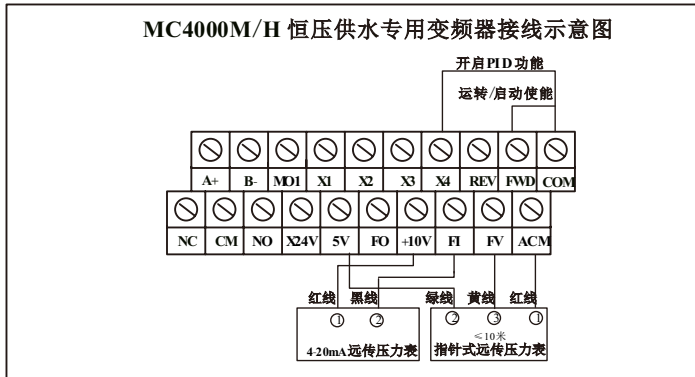 MC4000M/H 恒压供水专用变频器接线示意图
开启PID功能
运转/启动使能
A+ B- MO1 X1 X2 X3 X4 REV FWD COM
NC CM NO X24V 5V FO +10V FI FV ACM
红线 黑线 绿线 黄线 红线
1 2 2 3 1
≤10米
4-20mA远传压力表 指针式远传压力表